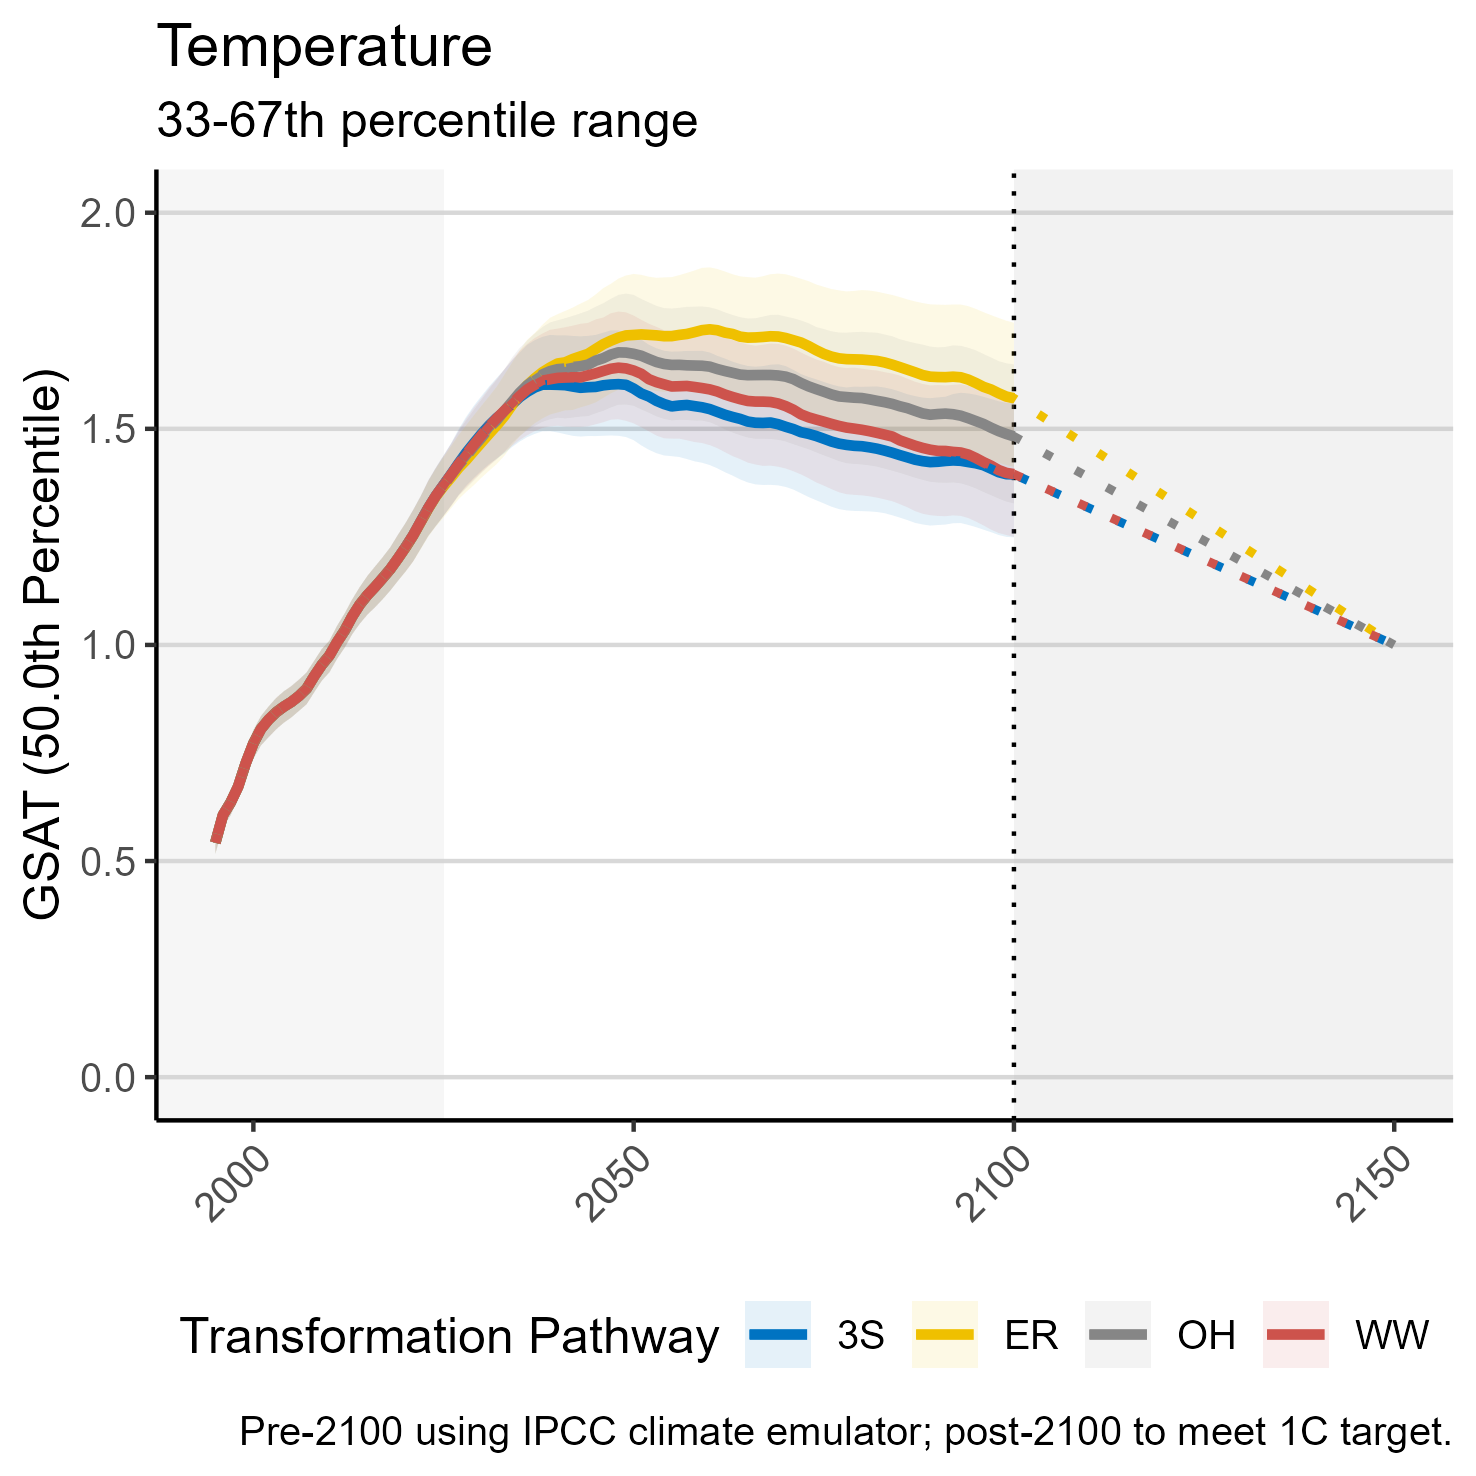 Temperature
33-67th percentile range
GSAT (50.0th Percentile)
2.0
1.5
1.0
0.5
0.0
2000
2050
2100
2150
Transformation Pathway 3S ER OH WW
Pre-2100 using IPCC climate emulator; post-2100 to meet 1C target.